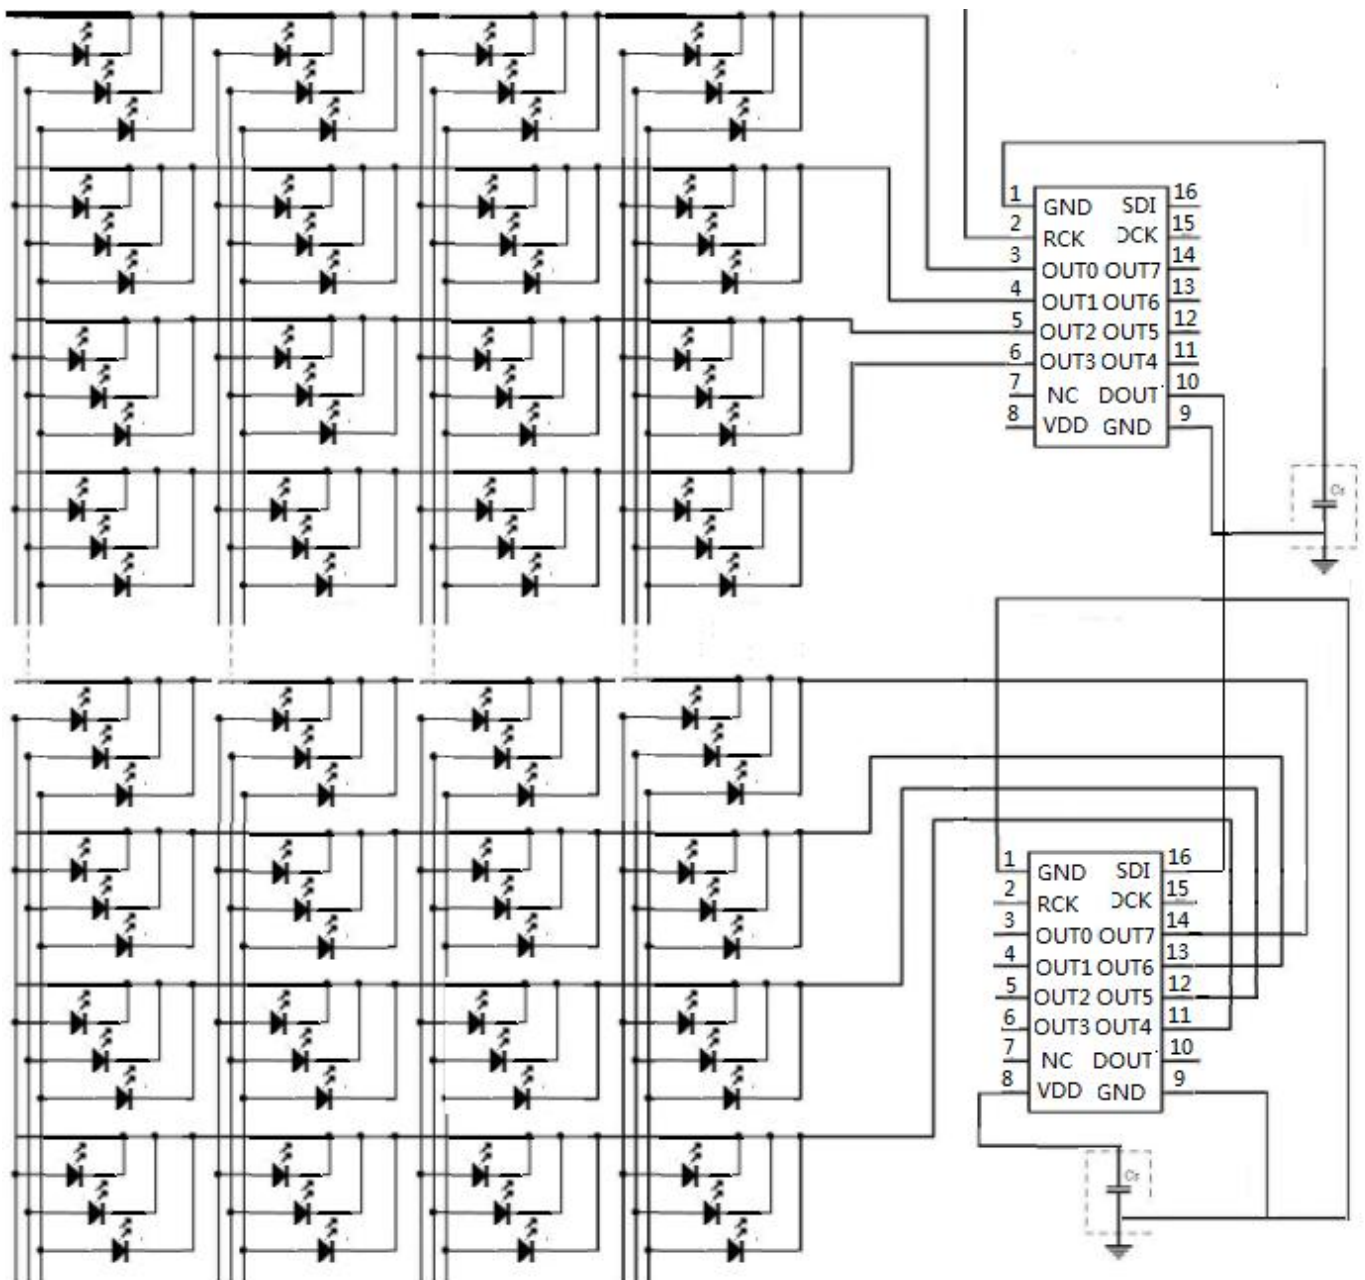 1 GND SDI 16
2 RCK DCK 15
3 OUT0 OUT7 14
4 OUT1 OUT6 13
5 OUT2 OUT5 12
6 OUT3 OUT4 11
7 NC DOUT 10
8 VDD GND 9
1 GND SDI 16
2 RCK DCK 15
3 OUT0 OUT7 14
4 OUT1 OUT6 13
5 OUT2 OUT5 12
6 OUT3 OUT4 11
7 NC DOUT 10
8 VDD GND 9